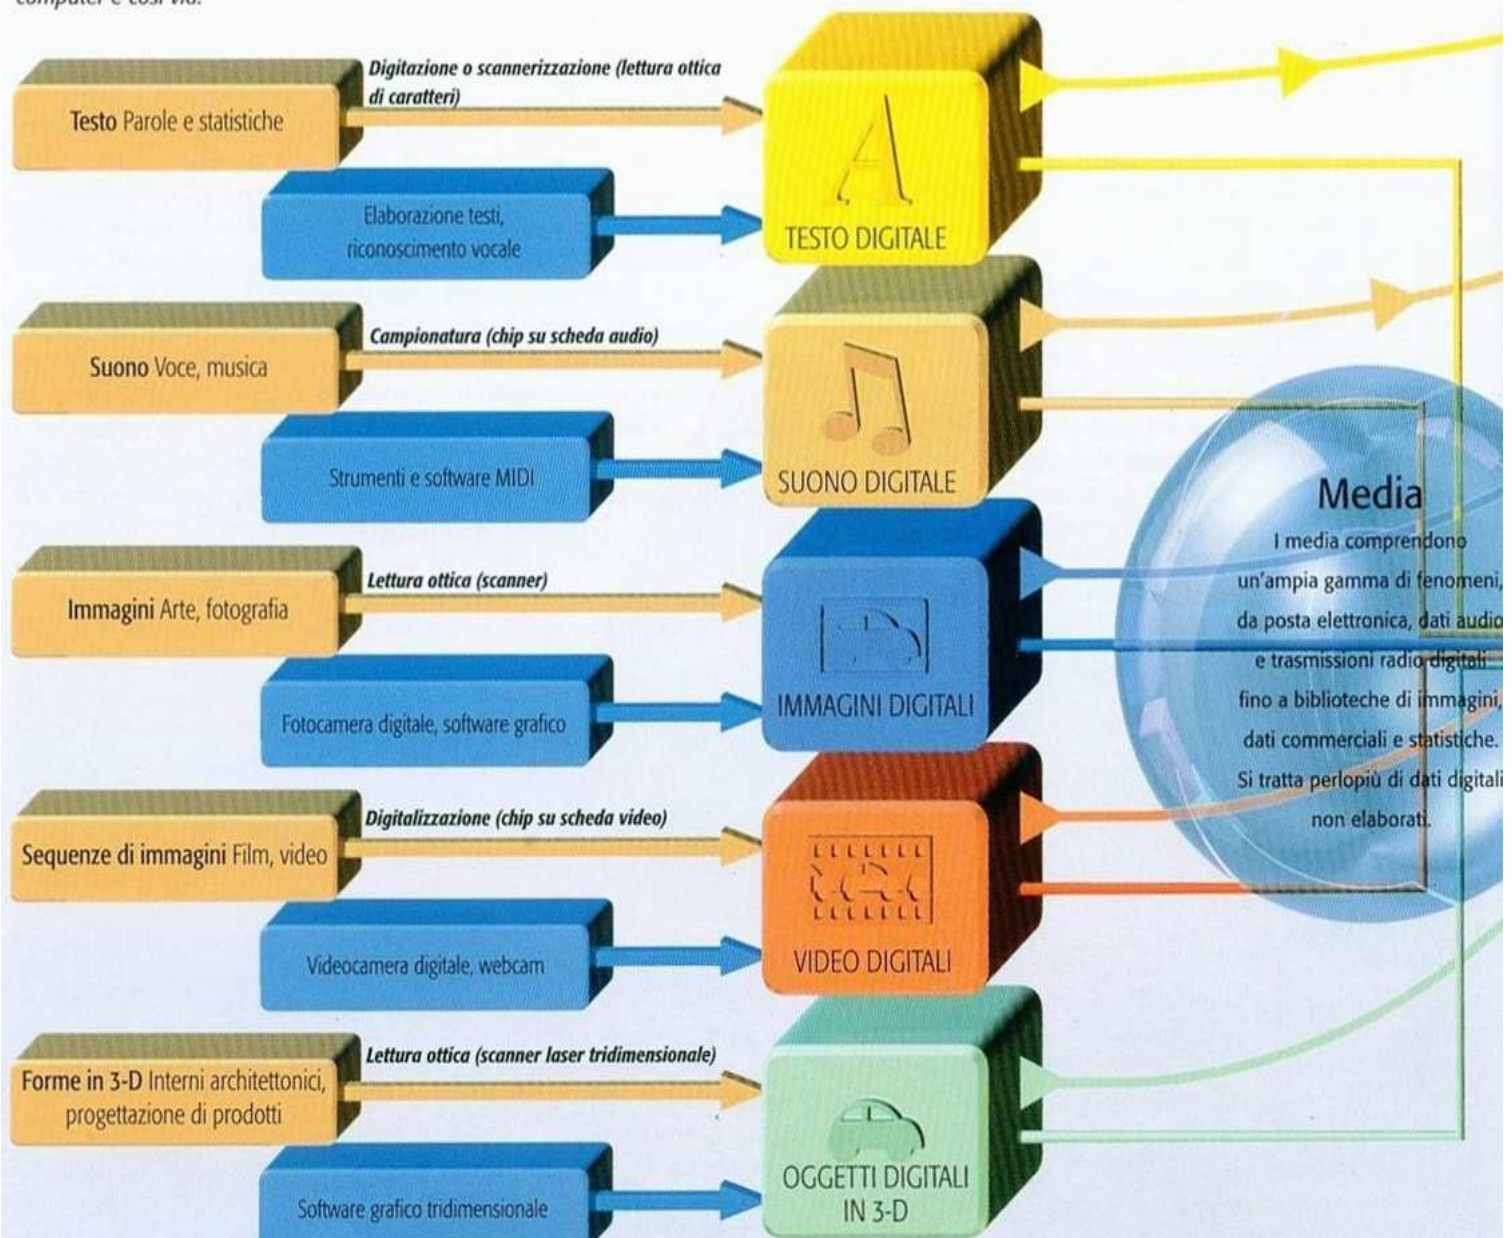 computer e così via.
Digitazione o scannerizzazione (lettura ottica
di caratteri)
Testo Parole e statistiche
Elaborazione testi,
riconoscimento vocale
TESTO DIGITALE
Campionatura (chip su scheda audio)
Suono Voce, musica
Strumenti e software MIDI
SUONO DIGITALE
Lettura ottica (scanner)
Immagini Arte, fotografia
Fotocamera digitale, software grafico
IMMAGINI DIGITALI
Digitalizzazione (chip su scheda video)
Sequenze di immagini Film, video
Videocamera digitale, webcam
VIDEO DIGITALI
Lettura ottica (scanner laser tridimensionale)
Forme in 3-D Interni architettonici,
progettazione di prodotti
Software grafico tridimensionale
OGGETTI DIGITALI
IN 3-D
Media
I media comprendono
un'ampia gamma di fenomeni,
da posta elettronica, dati audio
e trasmissioni radio digitali
fino a biblioteche di immagini,
dati commerciali e statistiche.
Si tratta perlopiù di dati digitali
non elaborati.
A